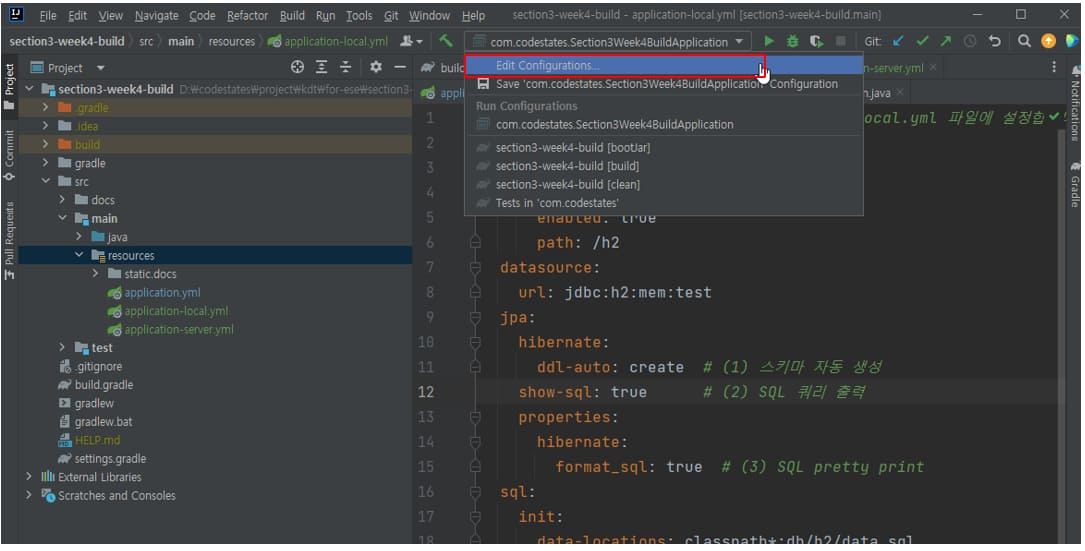 File Edit View Navigate Code Refactor Build Run Tools Git Window Help section3-week4-build - application-local.yml [section3-week4-build.main]
section3-week4-build src main resources application-local.yml com.codestates.Section3Week4BuildApplication Git:
Project
Edit Configurations...
-server.yml
section3-week4-build D:\codestates\project\kdt\for-ese\section3-
Save 'com.codestates.Section3Week4BuildApplication' Configuration
.java
.gradle
Run Configurations
1
ocal.yml 파일에 설정합
.idea
com.codestates.Section3Week4BuildApplication
build
2
section3-week4-build [bootJar]
gradle
3
section3-week4-build [build]
src
4
section3-week4-build [clean]
docs
Tests in 'com.codestates'
main
5 enabled: true
java
6 path: /h2
resources
7 datasource:
static.docs
8 url: jdbc:h2:mem:test
application.yml
9 jpa:
application-local.yml
10 hibernate:
application-server.yml
11 ddl-auto: create # (1) 스키마 자동 생성
test
12 show-sql: true # (2) SQL 쿼리 출력
.gitignore
13 properties:
build.gradle
14 hibernate:
gradlew
15 format_sql: true # (3) SQL pretty print
gradlew.bat
16 sql:
HELP.md
17 init:
settings.gradle
18 data-locations: classpath*:db/h2/data.sql
External Libraries
Scratches and Consoles
Project
Commit
Pull Requests
Notifications
Gradle